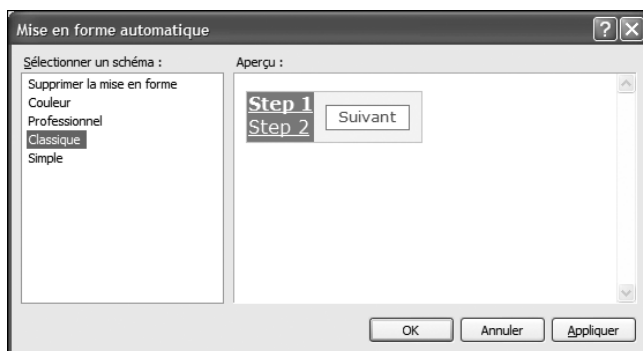 Mise en forme automatique
Sélectionner un schéma :
Supprimer la mise en forme
Couleur
Professionnel
Classique
Simple
Aperçu :
Step 1
Step 2
Suivant
OK
Annuler
Appliquer